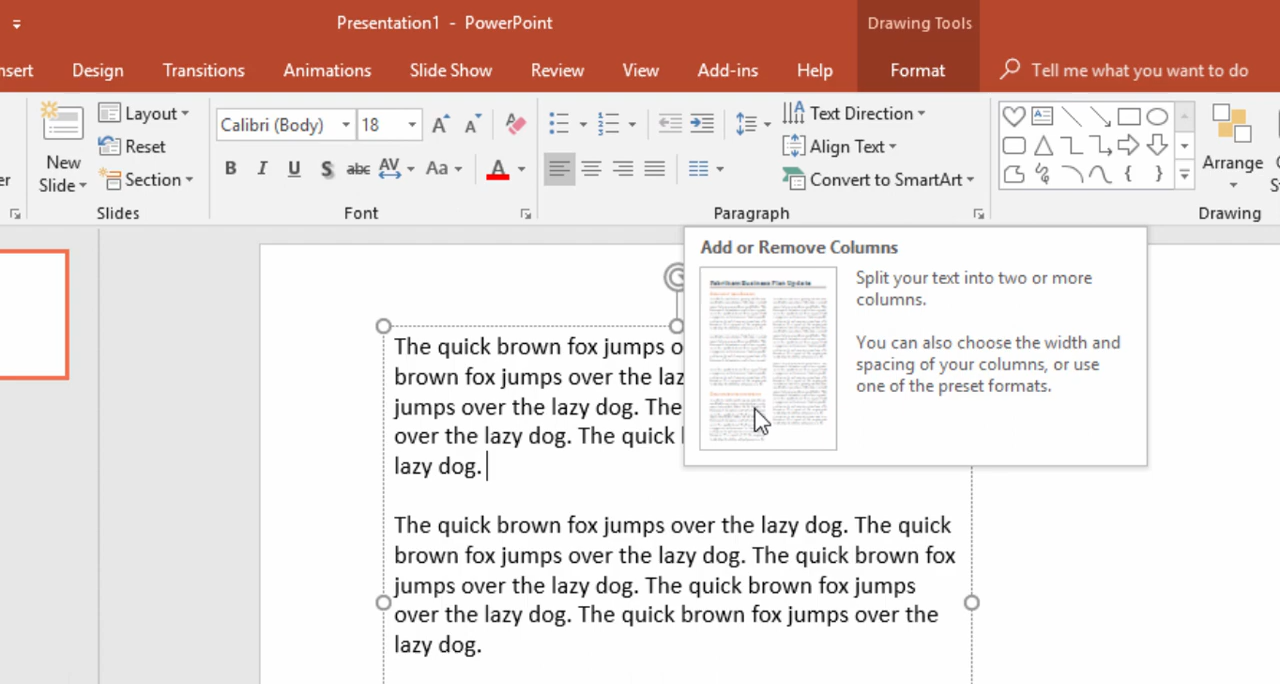 Presentation1 - PowerPoint
Drawing Tools
nsert Design Transitions Animations Slide Show Review View Add-ins Help Format Tell me what you want to do
New Slide
Layout
Reset
Section
Slides
Calibri (Body) 18 A A
B I U S abc AV Aa A
Font
Text Direction
Align Text
Convert to SmartArt
Paragraph
Arrange
Drawing
Add or Remove Columns
Fabrikam Business Plan Update
Split your text into two or more
columns.
You can also choose the width and
spacing of your columns, or use
one of the preset formats.
The quick brown fox jumps o
brown fox jumps over the laz
jumps over the lazy dog. The
over the lazy dog. The quick
lazy dog.
The quick brown fox jumps over the lazy dog. The quick
brown fox jumps over the lazy dog. The quick brown fox
jumps over the lazy dog. The quick brown fox jumps
over the lazy dog. The quick brown fox jumps over the
lazy dog.